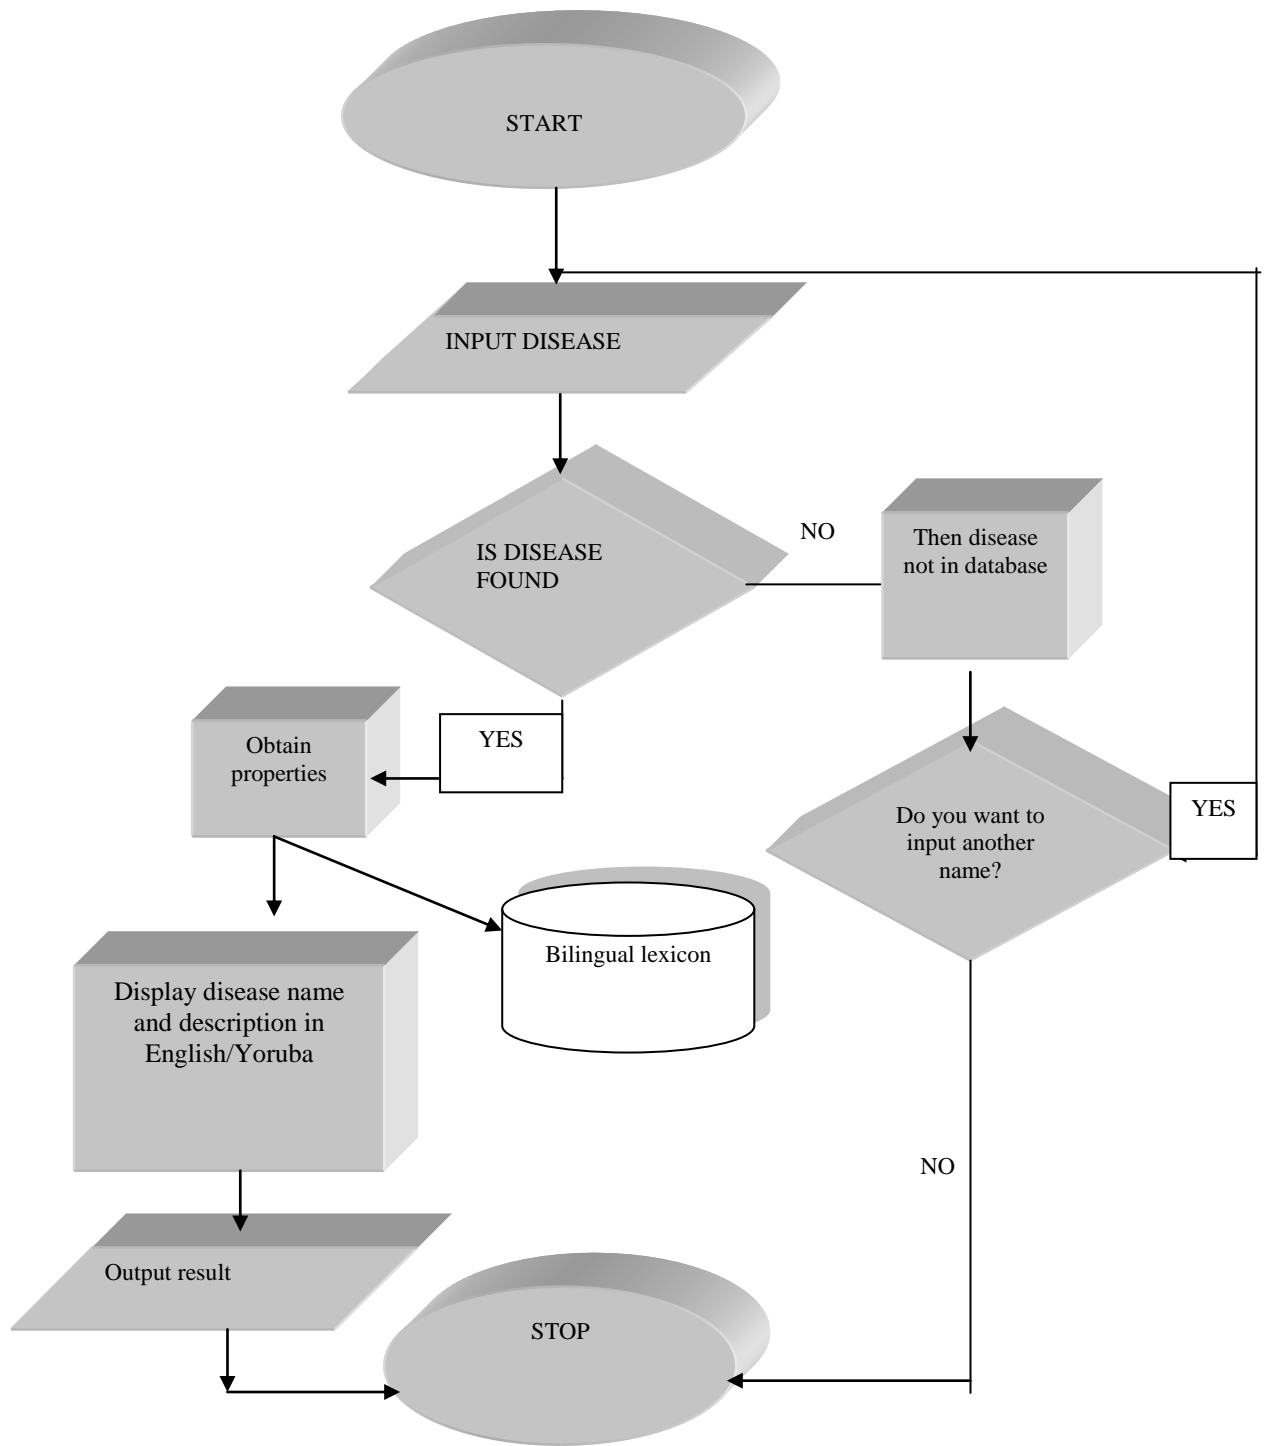 START
INPUT DISEASE
IS DISEASE
FOUND
NO
Then disease
not in database
YES
Obtain
properties
Do you want to
input another
name?
YES
Bilingual lexicon
Display disease name
and description in
English/Yoruba
NO
Output result
STOP